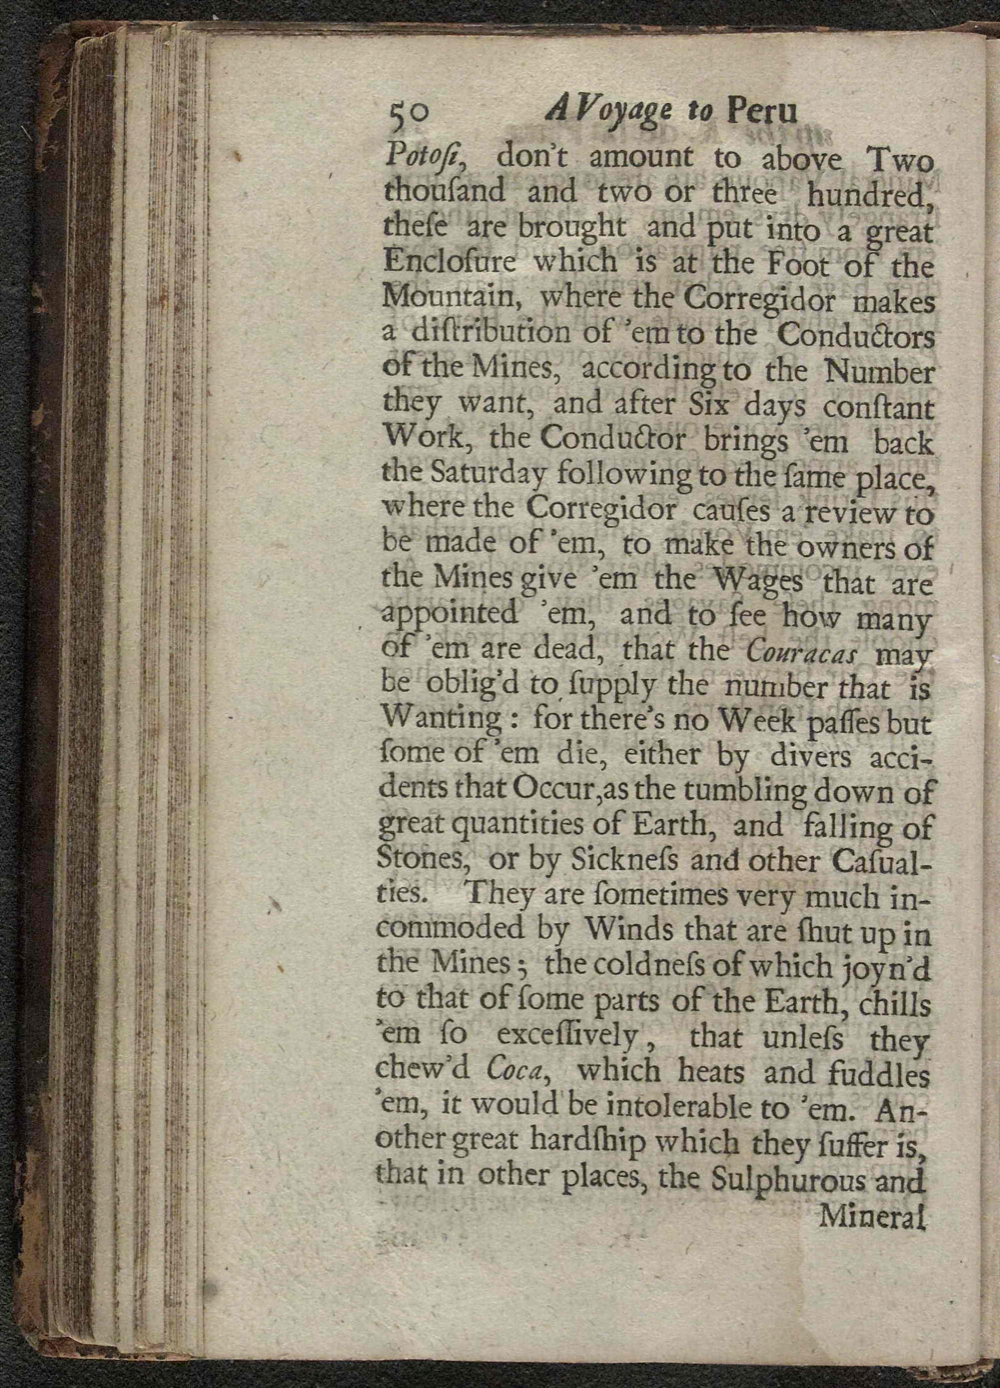 50 A Voyage to Peru
Potoſi, don't amount to above Two
thouſand and two or three hundred,
theſe are brought and put into a great
Encloſure which is at the Foot of the
Mountain, where the Corregidor makes
a diſtribution of 'em to the Conductors
of the Mines, according to the Number
they want, and after Six days conſtant
Work, the Conductor brings 'em back
the Saturday following to the ſame place,
where the Corregidor cauſes a review to
be made of 'em, to make the owners of
the Mines give 'em the Wages that are
appointed 'em, and to ſee how many
of 'em are dead, that the Couracas may
be oblig'd to ſupply the number that is
Wanting : for there's no Week paſſes but
ſome of 'em die, either by divers acci-
dents that Occur,as the tumbling down of
great quantities of Earth, and falling of
Stones, or by Sickneſs and other Caſual-
ties. They are ſometimes very much in-
commoded by Winds that are ſhut up in
the Mines ; the coldneſs of which joyn'd
to that of ſome parts of the Earth, chills
'em ſo exceſſively, that unleſs they
chew'd Coca, which heats and fuddles
'em, it would be intolerable to 'em. An-
other great hardſhip which they ſuffer is,
that in other places, the Sulphurous and
Mineral